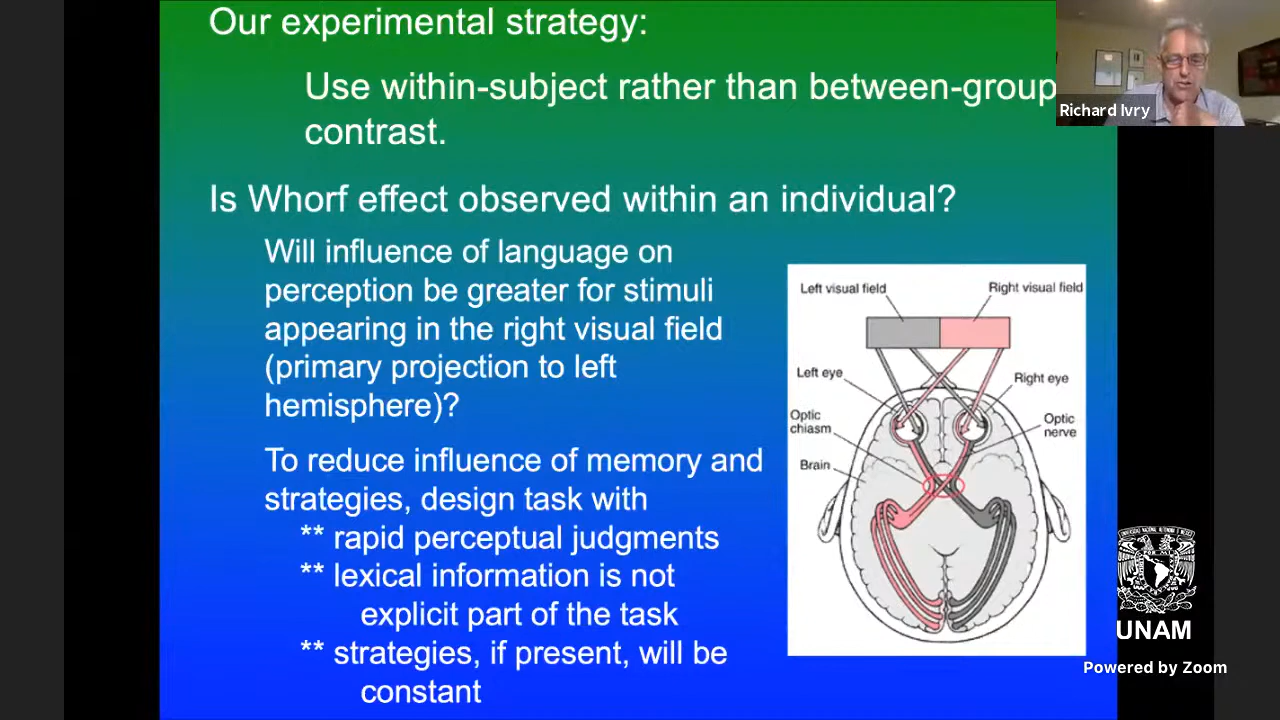 Our experimental strategy:
Use within-subject rather than between-group
contrast.
Is Whorf effect observed within an individual?
Will influence of language on
perception be greater for stimuli
appearing in the right visual field
(primary projection to left
hemisphere)?
To reduce influence of memory and
strategies, design task with
** rapid perceptual judgments
** lexical information is not
explicit part of the task
** strategies, if present, will be
constant
Left visual field
Right visual field
Left eye
Right eye
Optic
chiasm
Optic
nerve
Brain
Richard Ivry
UNAM
Powered by Zoom